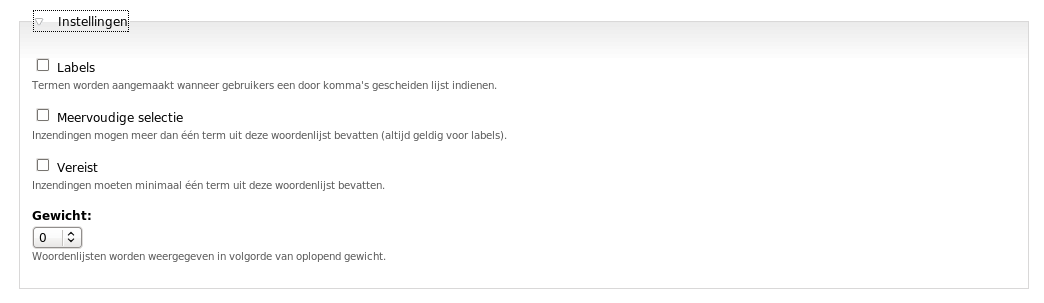 Instellingen
Labels
Termen worden aangemaakt wanneer gebruikers een door komma's gescheiden lijst indienen.
Meervoudige selectie
Inzendingen mogen meer dan één term uit deze woordenlijst bevatten (altijd geldig voor labels).
Vereist
Inzendingen moeten minimaal één term uit deze woordenlijst bevatten.
Gewicht:
0
Woordenlijsten worden weergegeven in volgorde van oplopend gewicht.